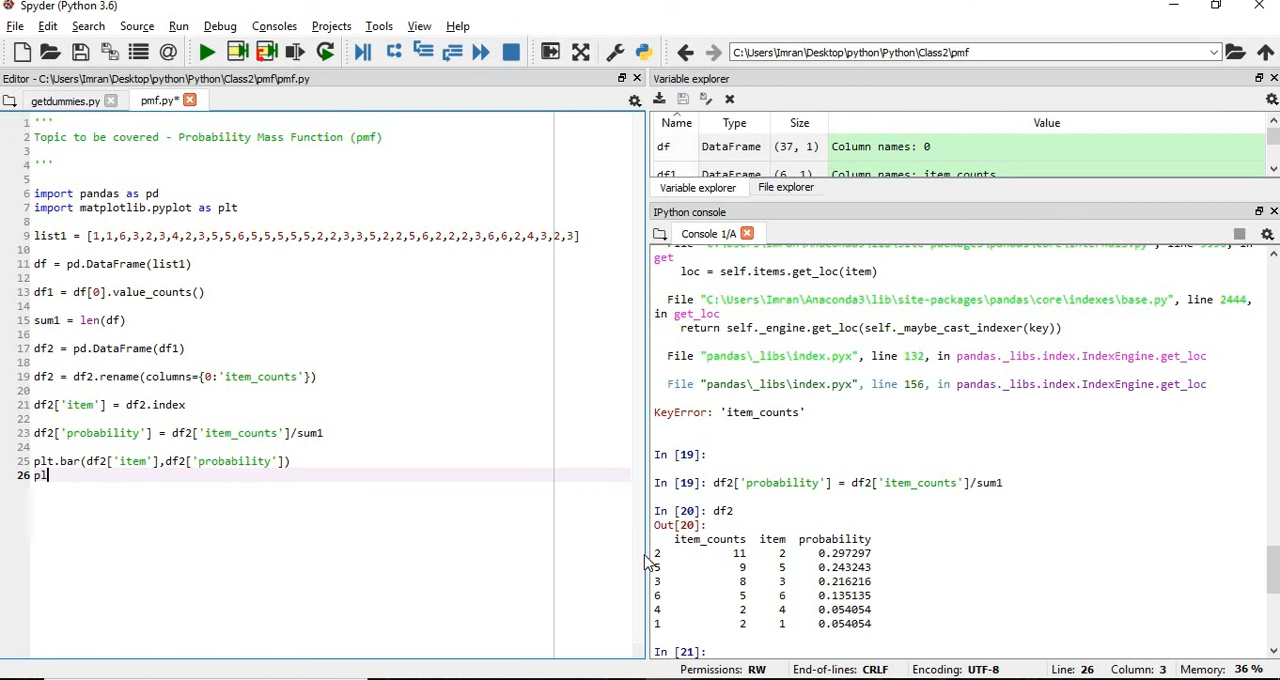 Spyder (Python 3.6)
File Edit Search Source Run Debug Consoles Projects Tools View Help
C:\Users\Imran\Desktop\python\Python\Class2\pmf
Editor - C:\Users\Imran\Desktop\python\Python\Class2\pmf\pmf.py
getdummies.py pmf.py*
1 '''
2 Topic to be covered - Probability Mass Function (pmf)
3
4 '''
5
6 import pandas as pd
7 import matplotlib.pyplot as plt
8
9 list1 = [1,1,6,3,2,3,4,2,3,5,5,6,5,5,5,5,5,2,2,3,3,5,2,2,5,6,2,2,2,3,6,6,2,4,3,2,3]
10
11 df = pd.DataFrame(list1)
12
13 df1 = df[0].value_counts()
14
15 sum1 = len(df)
16
17 df2 = pd.DataFrame(df1)
18
19 df2 = df2.rename(columns={0:'item_counts'})
20
21 df2['item'] = df2.index
22
23 df2['probability'] = df2['item_counts']/sum1
24
25 plt.bar(df2['item'],df2['probability'])
26 pl
Variable explorer
Name Type Size Value
df DataFrame (37, 1) Column names: 0
df1 DataFrame (6, 1) Column names: item_counts
Variable explorer File explorer
IPython console
Console 1/A
get
loc = self.items.get_loc(item)
File "C:\Users\Imran\Anaconda3\lib\site-packages\pandas\core\indexes\base.py", line 2444,
in get_loc
return self._engine.get_loc(self._maybe_cast_indexer(key))
File "pandas\_libs\index.pyx", line 132, in pandas._libs.index.IndexEngine.get_loc
File "pandas\_libs\index.pyx", line 156, in pandas._libs.index.IndexEngine.get_loc
KeyError: 'item_counts'
In [19]:
In [19]: df2['probability'] = df2['item_counts']/sum1
In [20]: df2
Out[20]:
item_counts item probability
2 11 2 0.297297
5 9 5 0.243243
3 8 3 0.216216
6 5 6 0.135135
4 2 4 0.054054
1 2 1 0.054054
In [21]:
Permissions: RW End-of-lines: CRLF Encoding: UTF-8 Line: 26 Column: 3 Memory: 36 %